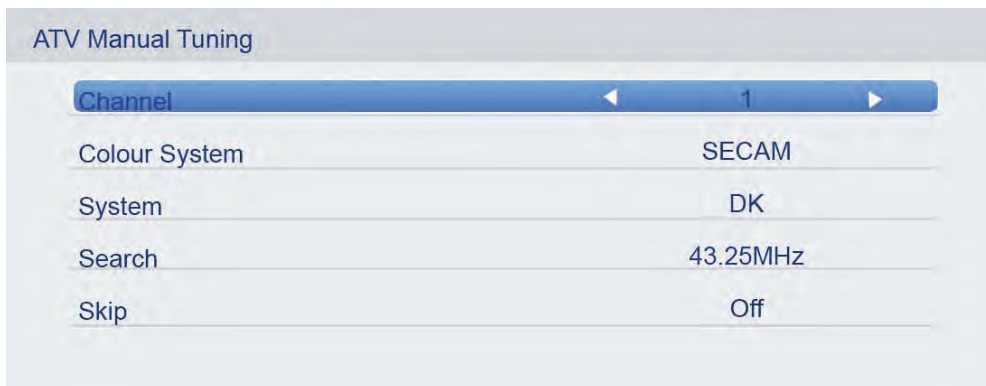 ATV Manual Tuning
Channel 1
Colour System SECAM
System DK
Search 43.25MHz
Skip Off